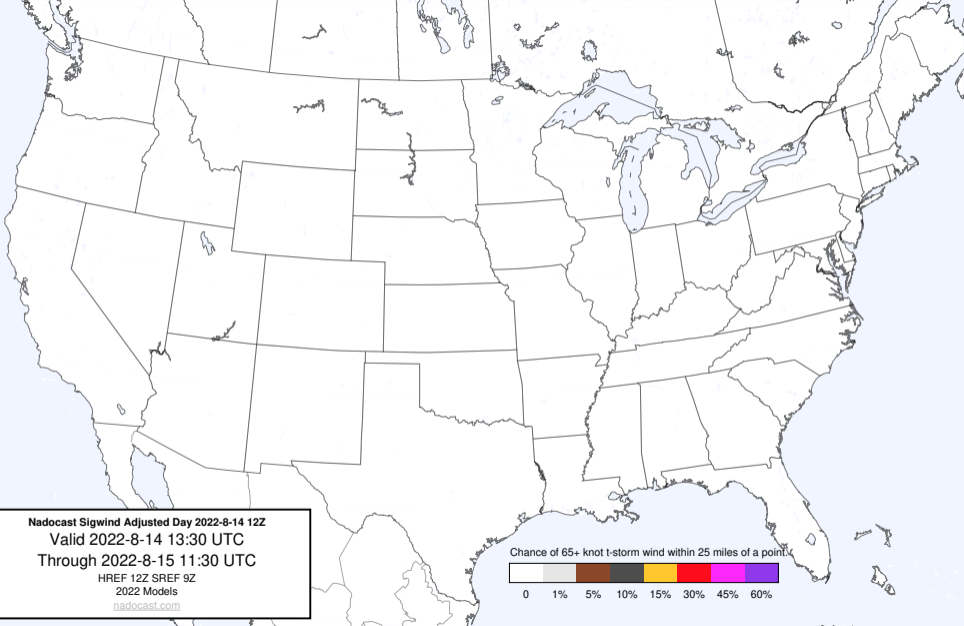 Nadocast Sigwind Adjusted Day 2022-8-14 12Z
Valid 2022-8-14 13:30 UTC
Through 2022-8-15 11:30 UTC
HREF 12Z SREF 9Z
2022 Models
nadocast.com
Chance of 65+ knot t-storm wind within 25 miles of a point.
0 1% 5% 10% 15% 30% 45% 60%